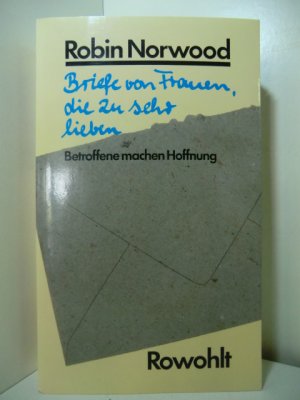 Robin Norwood
Briefe von Frauen,
die zu sehr
lieben
Betroffene machen Hoffnung
Rowohlt